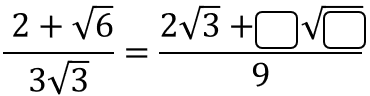 (2 + √6)/(3√3) = (2√3 + □√□)/9